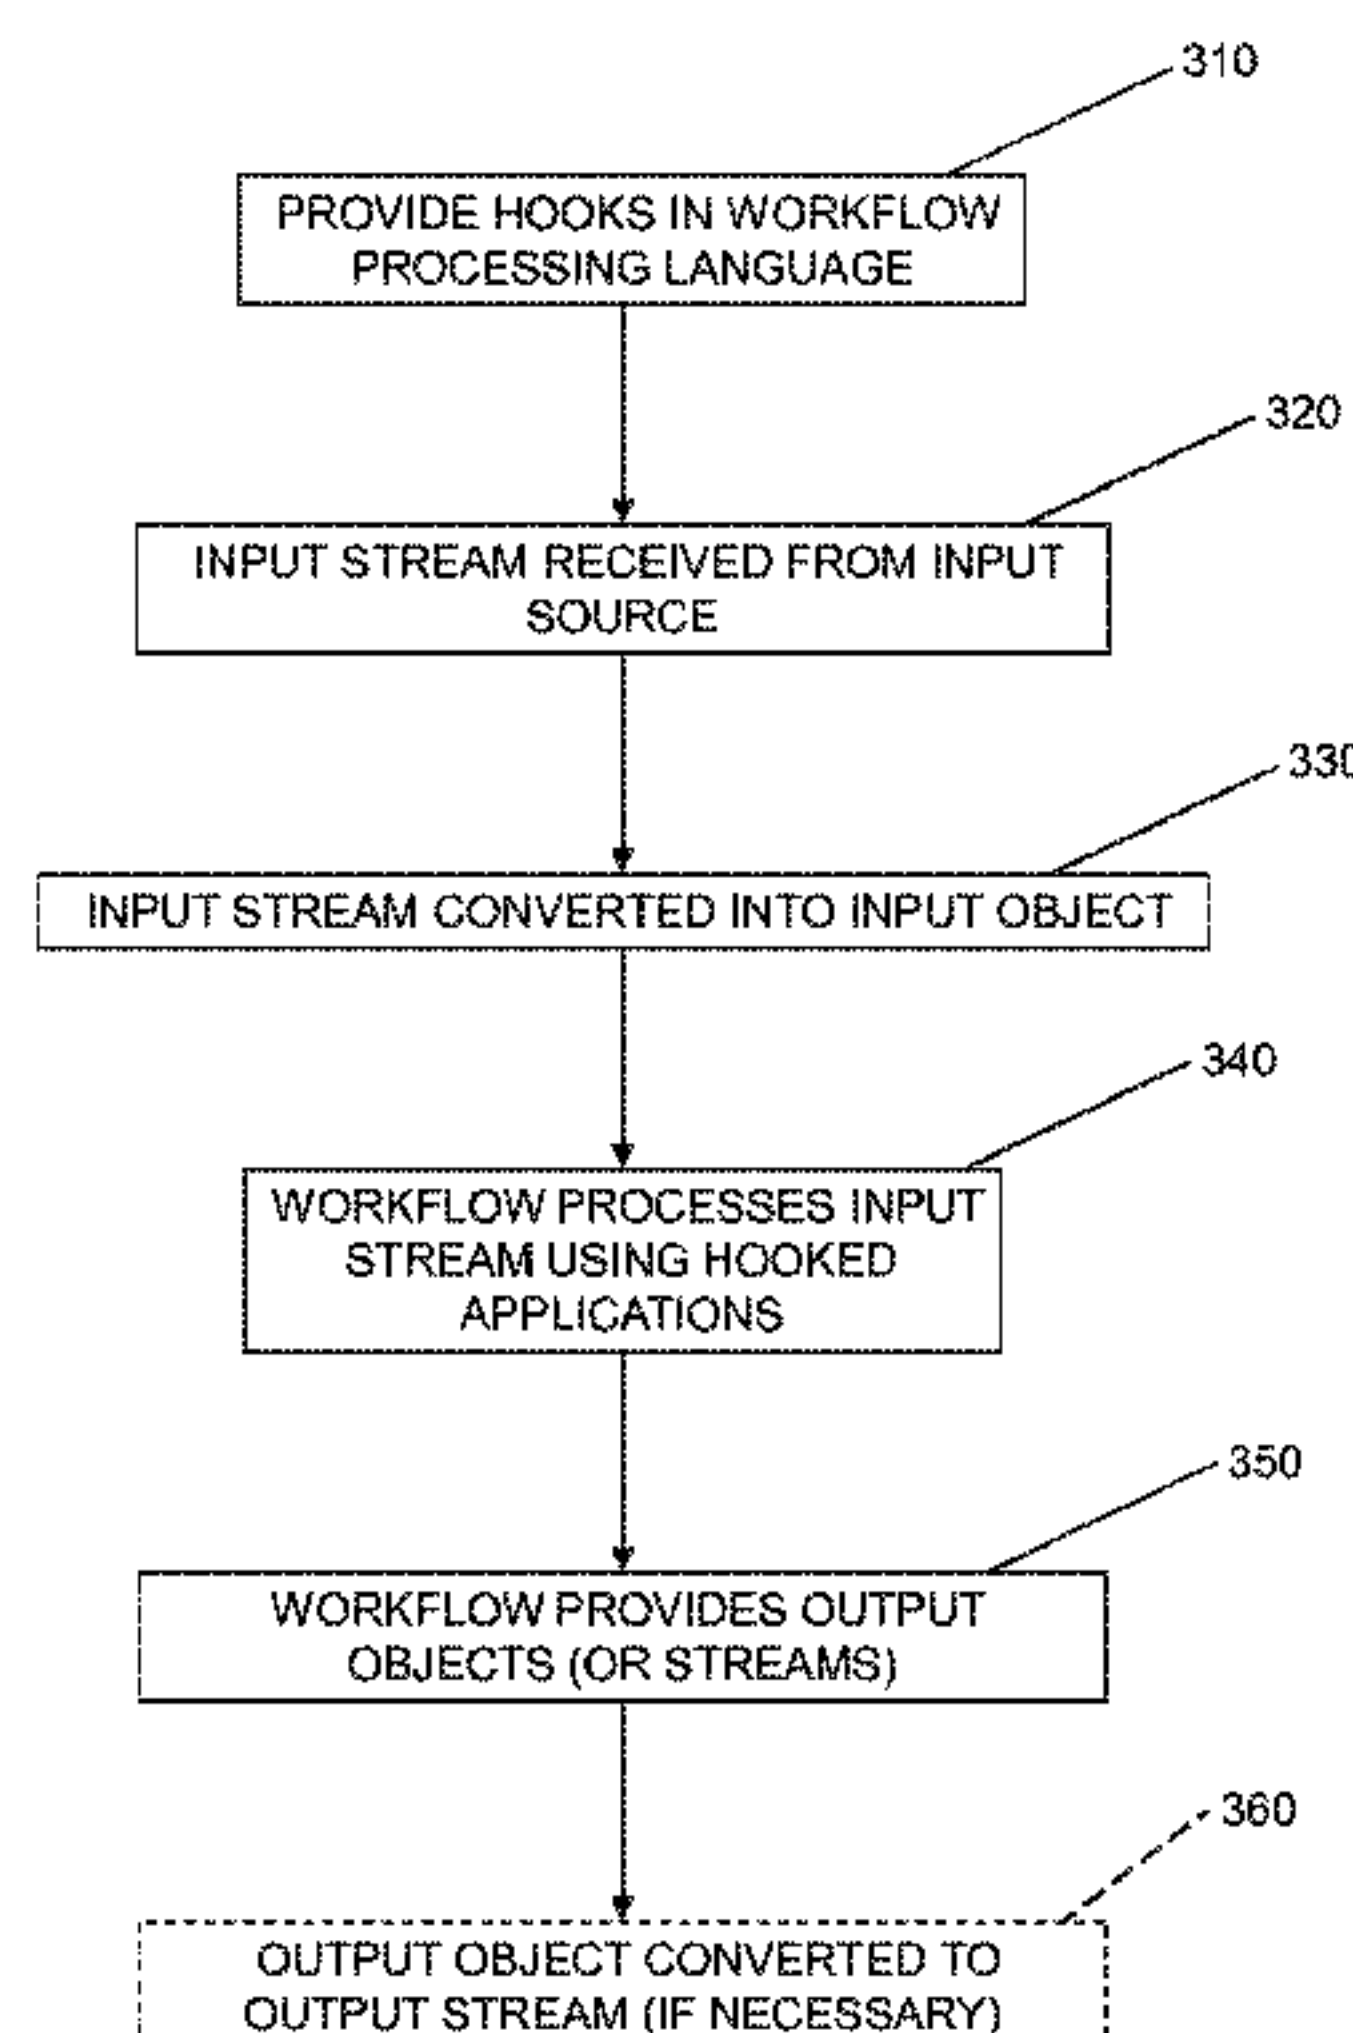 310
PROVIDE HOOKS IN WORKFLOW
PROCESSING LANGUAGE
320
INPUT STREAM RECEIVED FROM INPUT
SOURCE
330
INPUT STREAM CONVERTED INTO INPUT OBJECT
340
WORKFLOW PROCESSES INPUT
STREAM USING HOOKED
APPLICATIONS
350
WORKFLOW PROVIDES OUTPUT
OBJECTS (OR STREAMS)
360
OUTPUT OBJECT CONVERTED TO
OUTPUT STREAM (IF NECESSARY)